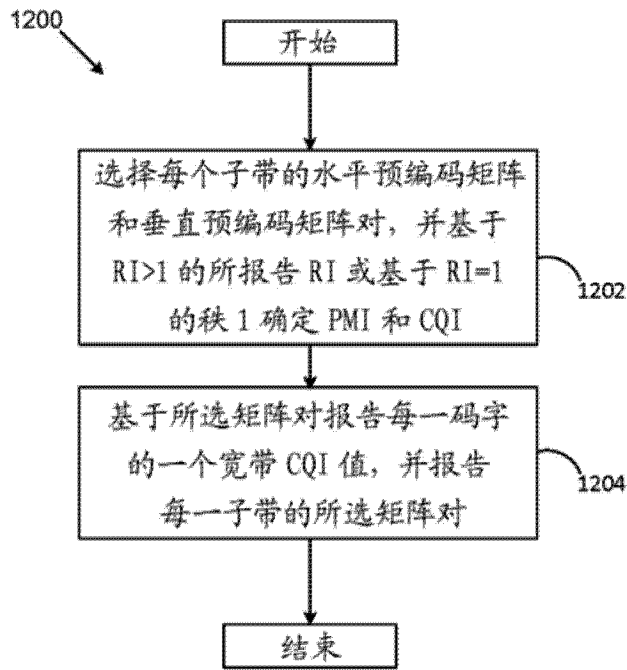 1200
开始
选择每个子带的水平预编码矩阵
和垂直预编码矩阵对，并基于
RI>1 的所报告 RI 或基于 RI=1
的秩 1 确定 PMI 和 CQI
1202
基于所选矩阵对报告每一码字
的一个宽带 CQI 值，并报告
每一子带的所选矩阵对
1204
结束